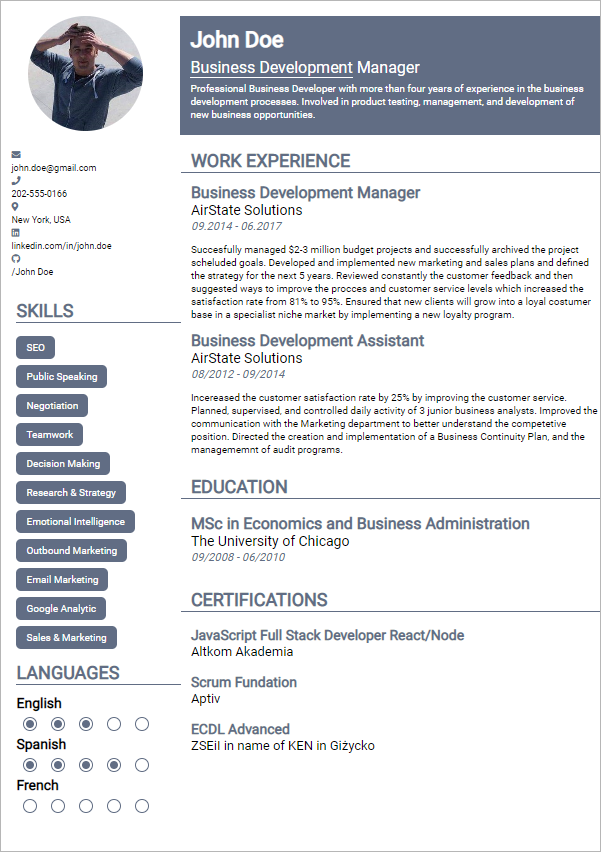 John Doe
Business Development Manager
Professional Business Developer with more than four years of experience in the business
development processes. Involved in product testing, management, and development of
new business opportunities.
john.doe@gmail.com
202-555-0166
New York, USA
linkedin.com/in/john.doe
/John Doe
SKILLS
SEO
Public Speaking
Negotiation
Teamwork
Decision Making
Research & Strategy
Emotional Intelligence
Outbound Marketing
Email Marketing
Google Analytic
Sales & Marketing
LANGUAGES
English
Spanish
French
WORK EXPERIENCE
Business Development Manager
AirState Solutions
09.2014 - 06.2017
Succesfully managed $2-3 million budget projects and successfully archived the project
scheluded goals. Developed and implemented new marketing and sales plans and defined
the strategy for the next 5 years. Reviewed constantly the customer feedback and then
suggested ways to improve the procces and customer service levels which increased the
satisfaction rate from 81% to 95%. Ensured that new clients will grow into a loyal costumer
base in a specialist niche market by implementing a new loyalty program.
Business Development Assistant
AirState Solutions
08/2012 - 09/2014
Incereased the customer satisfaction rate by 25% by improving the customer service.
Planned, supervised, and controlled daily activity of 3 junior business analysts. Improved the
communication with the Marketing department to better understand the competetive
position. Directed the creation and implementation of a Business Continuity Plan, and the
managememnt of audit programs.
EDUCATION
MSc in Economics and Business Administration
The University of Chicago
09/2008 - 06/2010
CERTIFICATIONS
JavaScript Full Stack Developer React/Node
Altkom Akademia
Scrum Fundation
Aptiv
ECDL Advanced
ZSEiI in name of KEN in Giżycko